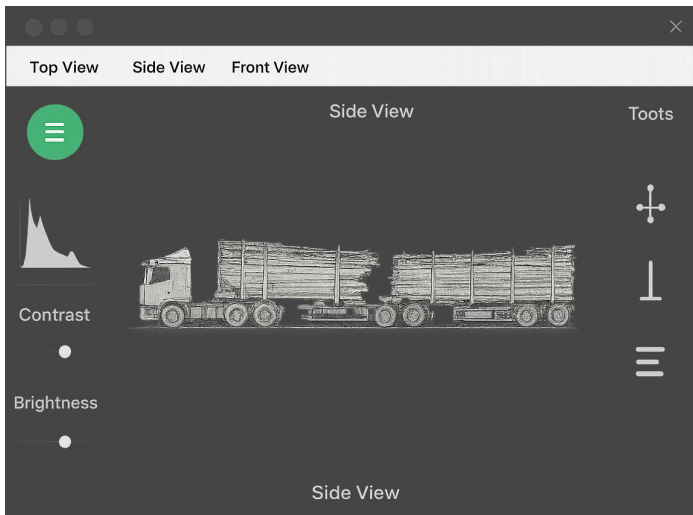 Top View Side View Front View
Side View
Toots
Contrast
Brightness
Side View